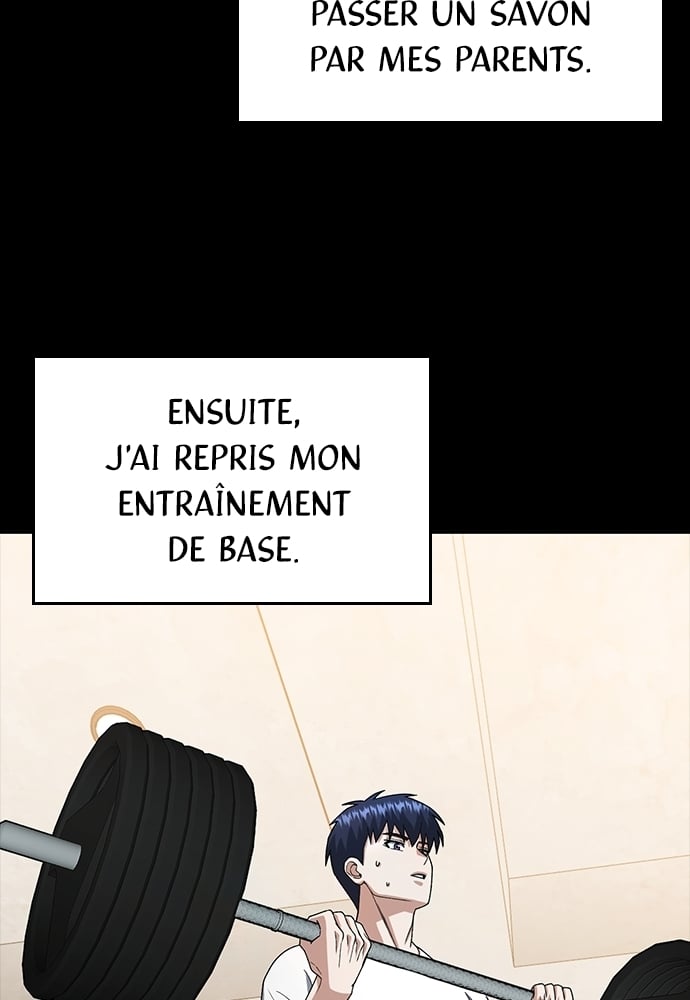 PASSER UN SAVON
PAR MES PARENTS.
ENSUITE,
J'AI REPRIS MON
ENTRAÎNEMENT
DE BASE.